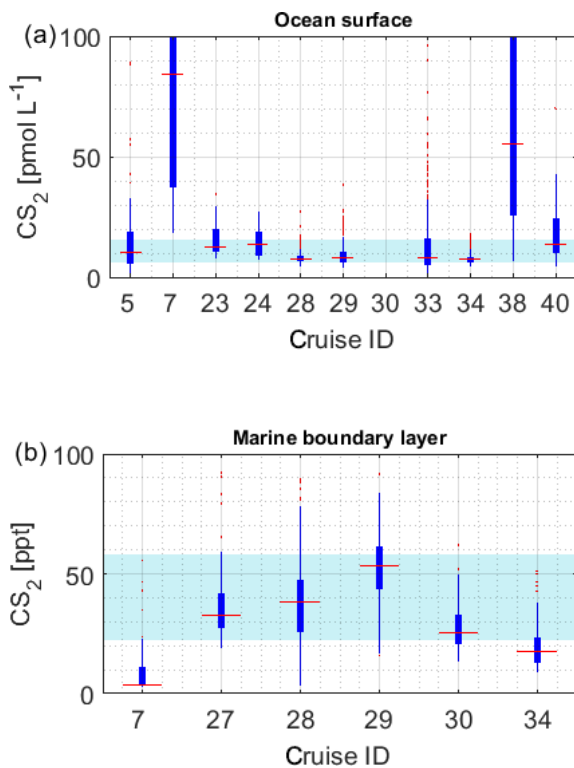 Ocean surface
(a)
100
50
0
CS2 [pmol L-1]
5 7 23 24 28 29 30 33 34 38 40
Cruise ID
Marine boundary layer
(b)
100
50
0
CS2 [ppt]
7 27 28 29 30 34
Cruise ID